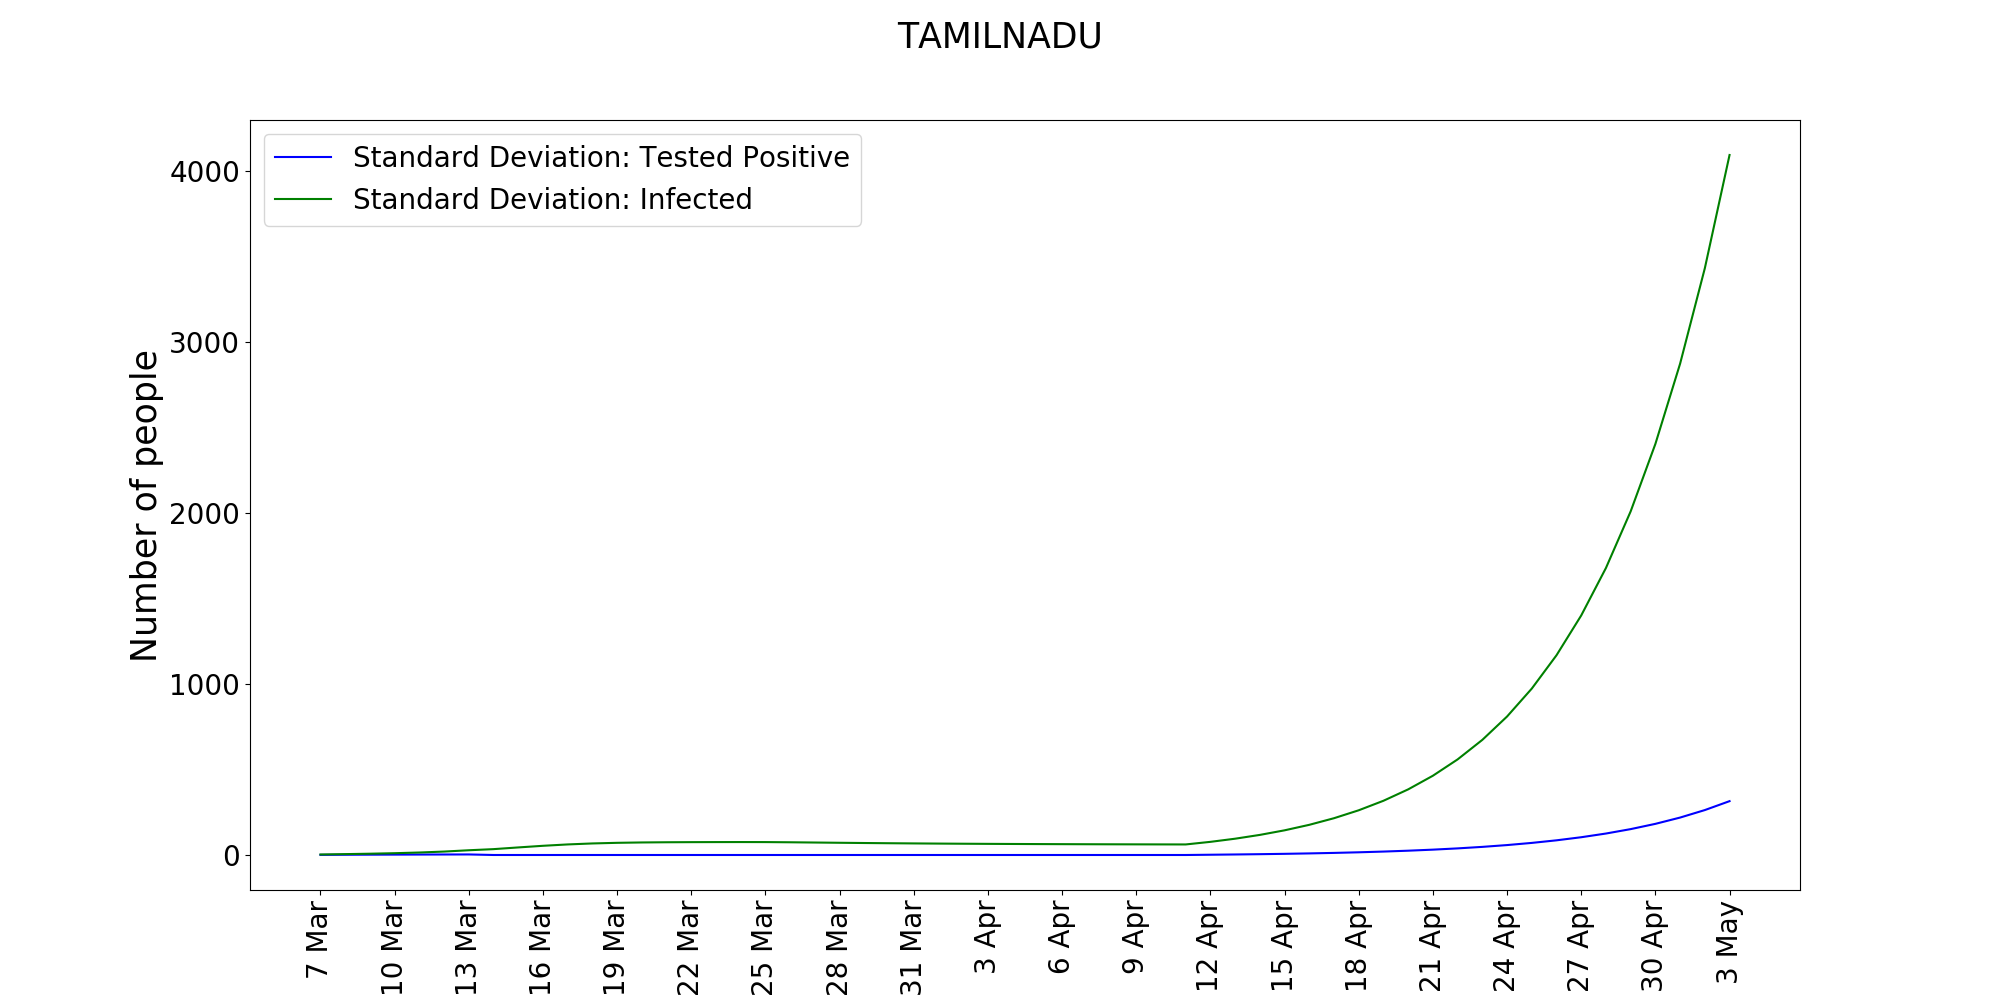 TAMILNADU
Standard Deviation: Tested Positive
Standard Deviation: Infected
Number of people
4000
3000
2000
1000
0
7 Mar
10 Mar
13 Mar
16 Mar
19 Mar
22 Mar
25 Mar
28 Mar
31 Mar
3 Apr
6 Apr
9 Apr
12 Apr
15 Apr
18 Apr
21 Apr
24 Apr
27 Apr
30 Apr
3 May